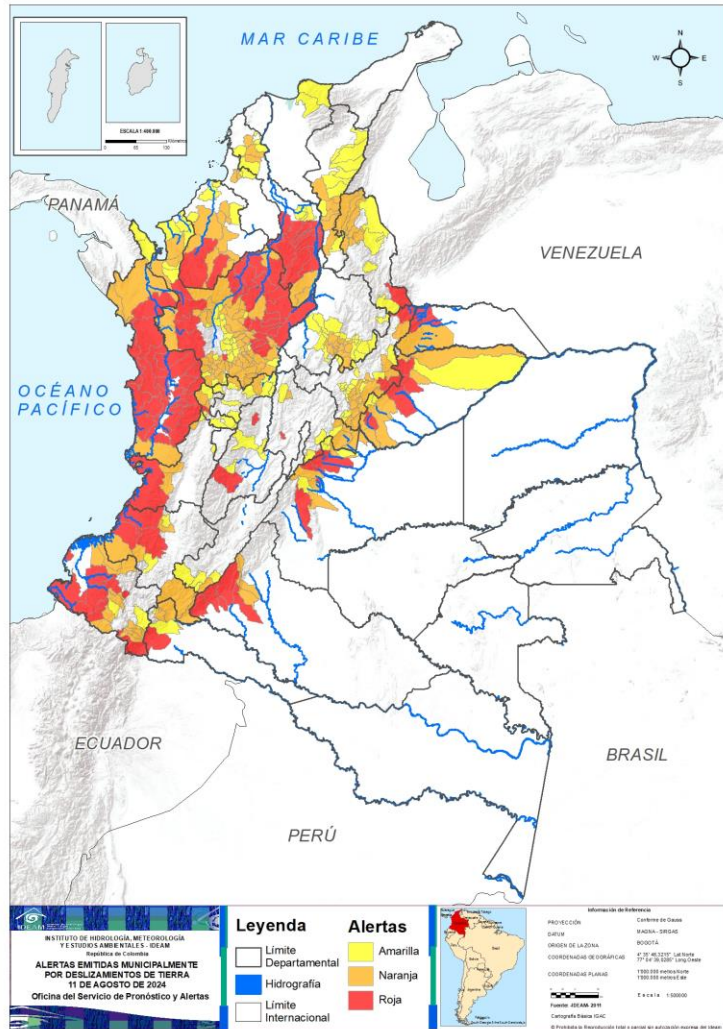 MAR CARIBE
N
W
E
S
ESCALA 1:400.000
PANAMÁ
VENEZUELA
OCÉANO
PACÍFICO
ECUADOR
BRASIL
PERÚ
IDEAM
INSTITUTO DE HIDROLOGÍA, METEOROLOGÍA
Y ESTUDIOS AMBIENTALES - IDEAM
República de Colombia
ALERTAS EMITIDAS MUNICIPALMENTE
POR DESLIZAMIENTOS DE TIERRA
11 DE AGOSTO DE 2024
Oficina del Servicio de Pronóstico y Alertas
Leyenda
Límite
Departamental
Hidrografía
Límite
Internacional
Alertas
Amarilla
Naranja
Roja
Información de Referencia
PROYECCIÓN
Conforme de Gauss
DATUM
MAGNA - SIRGAS
ORIGEN DE LA ZONA
BOGOTÁ
COORDENADAS GEOGRÁFICAS
COORDENADAS PLANAS
Cartografía Básica IGAC